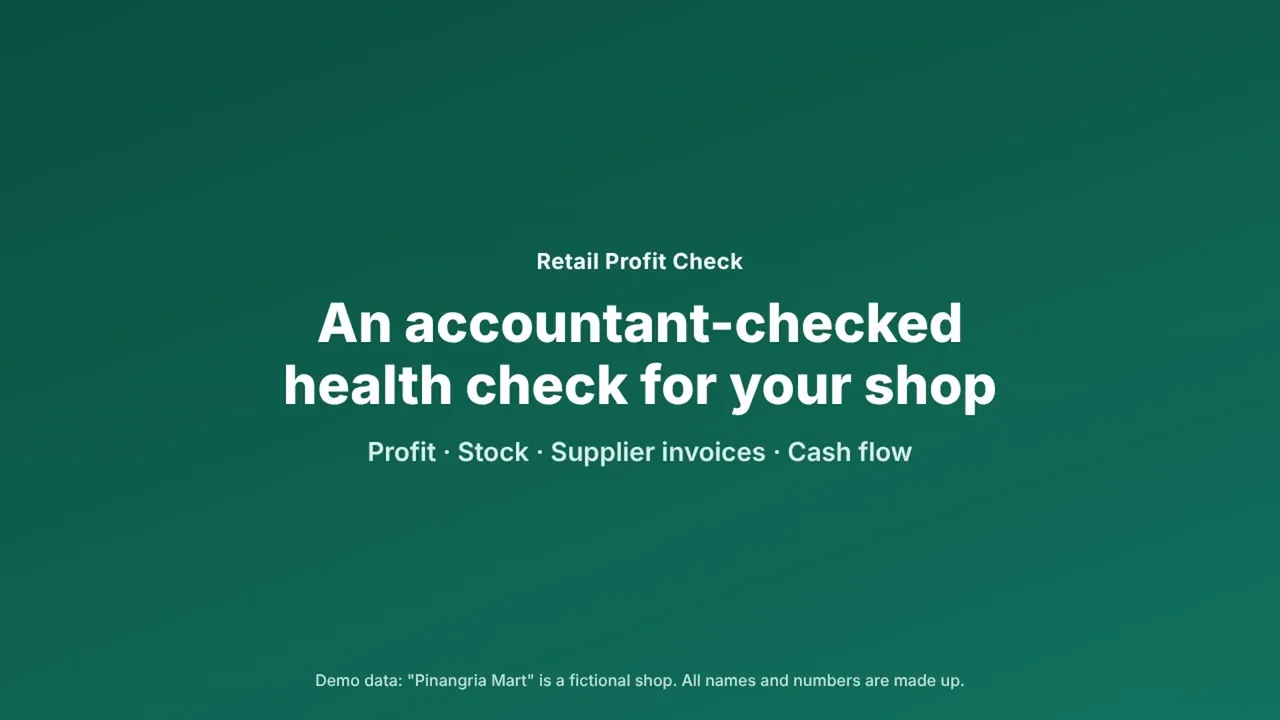 Retail Profit Check
An accountant-checked
health check for your shop
Profit · Stock · Supplier invoices · Cash flow
Demo data: "Pinangria Mart" is a fictional shop. All names and numbers are made up.